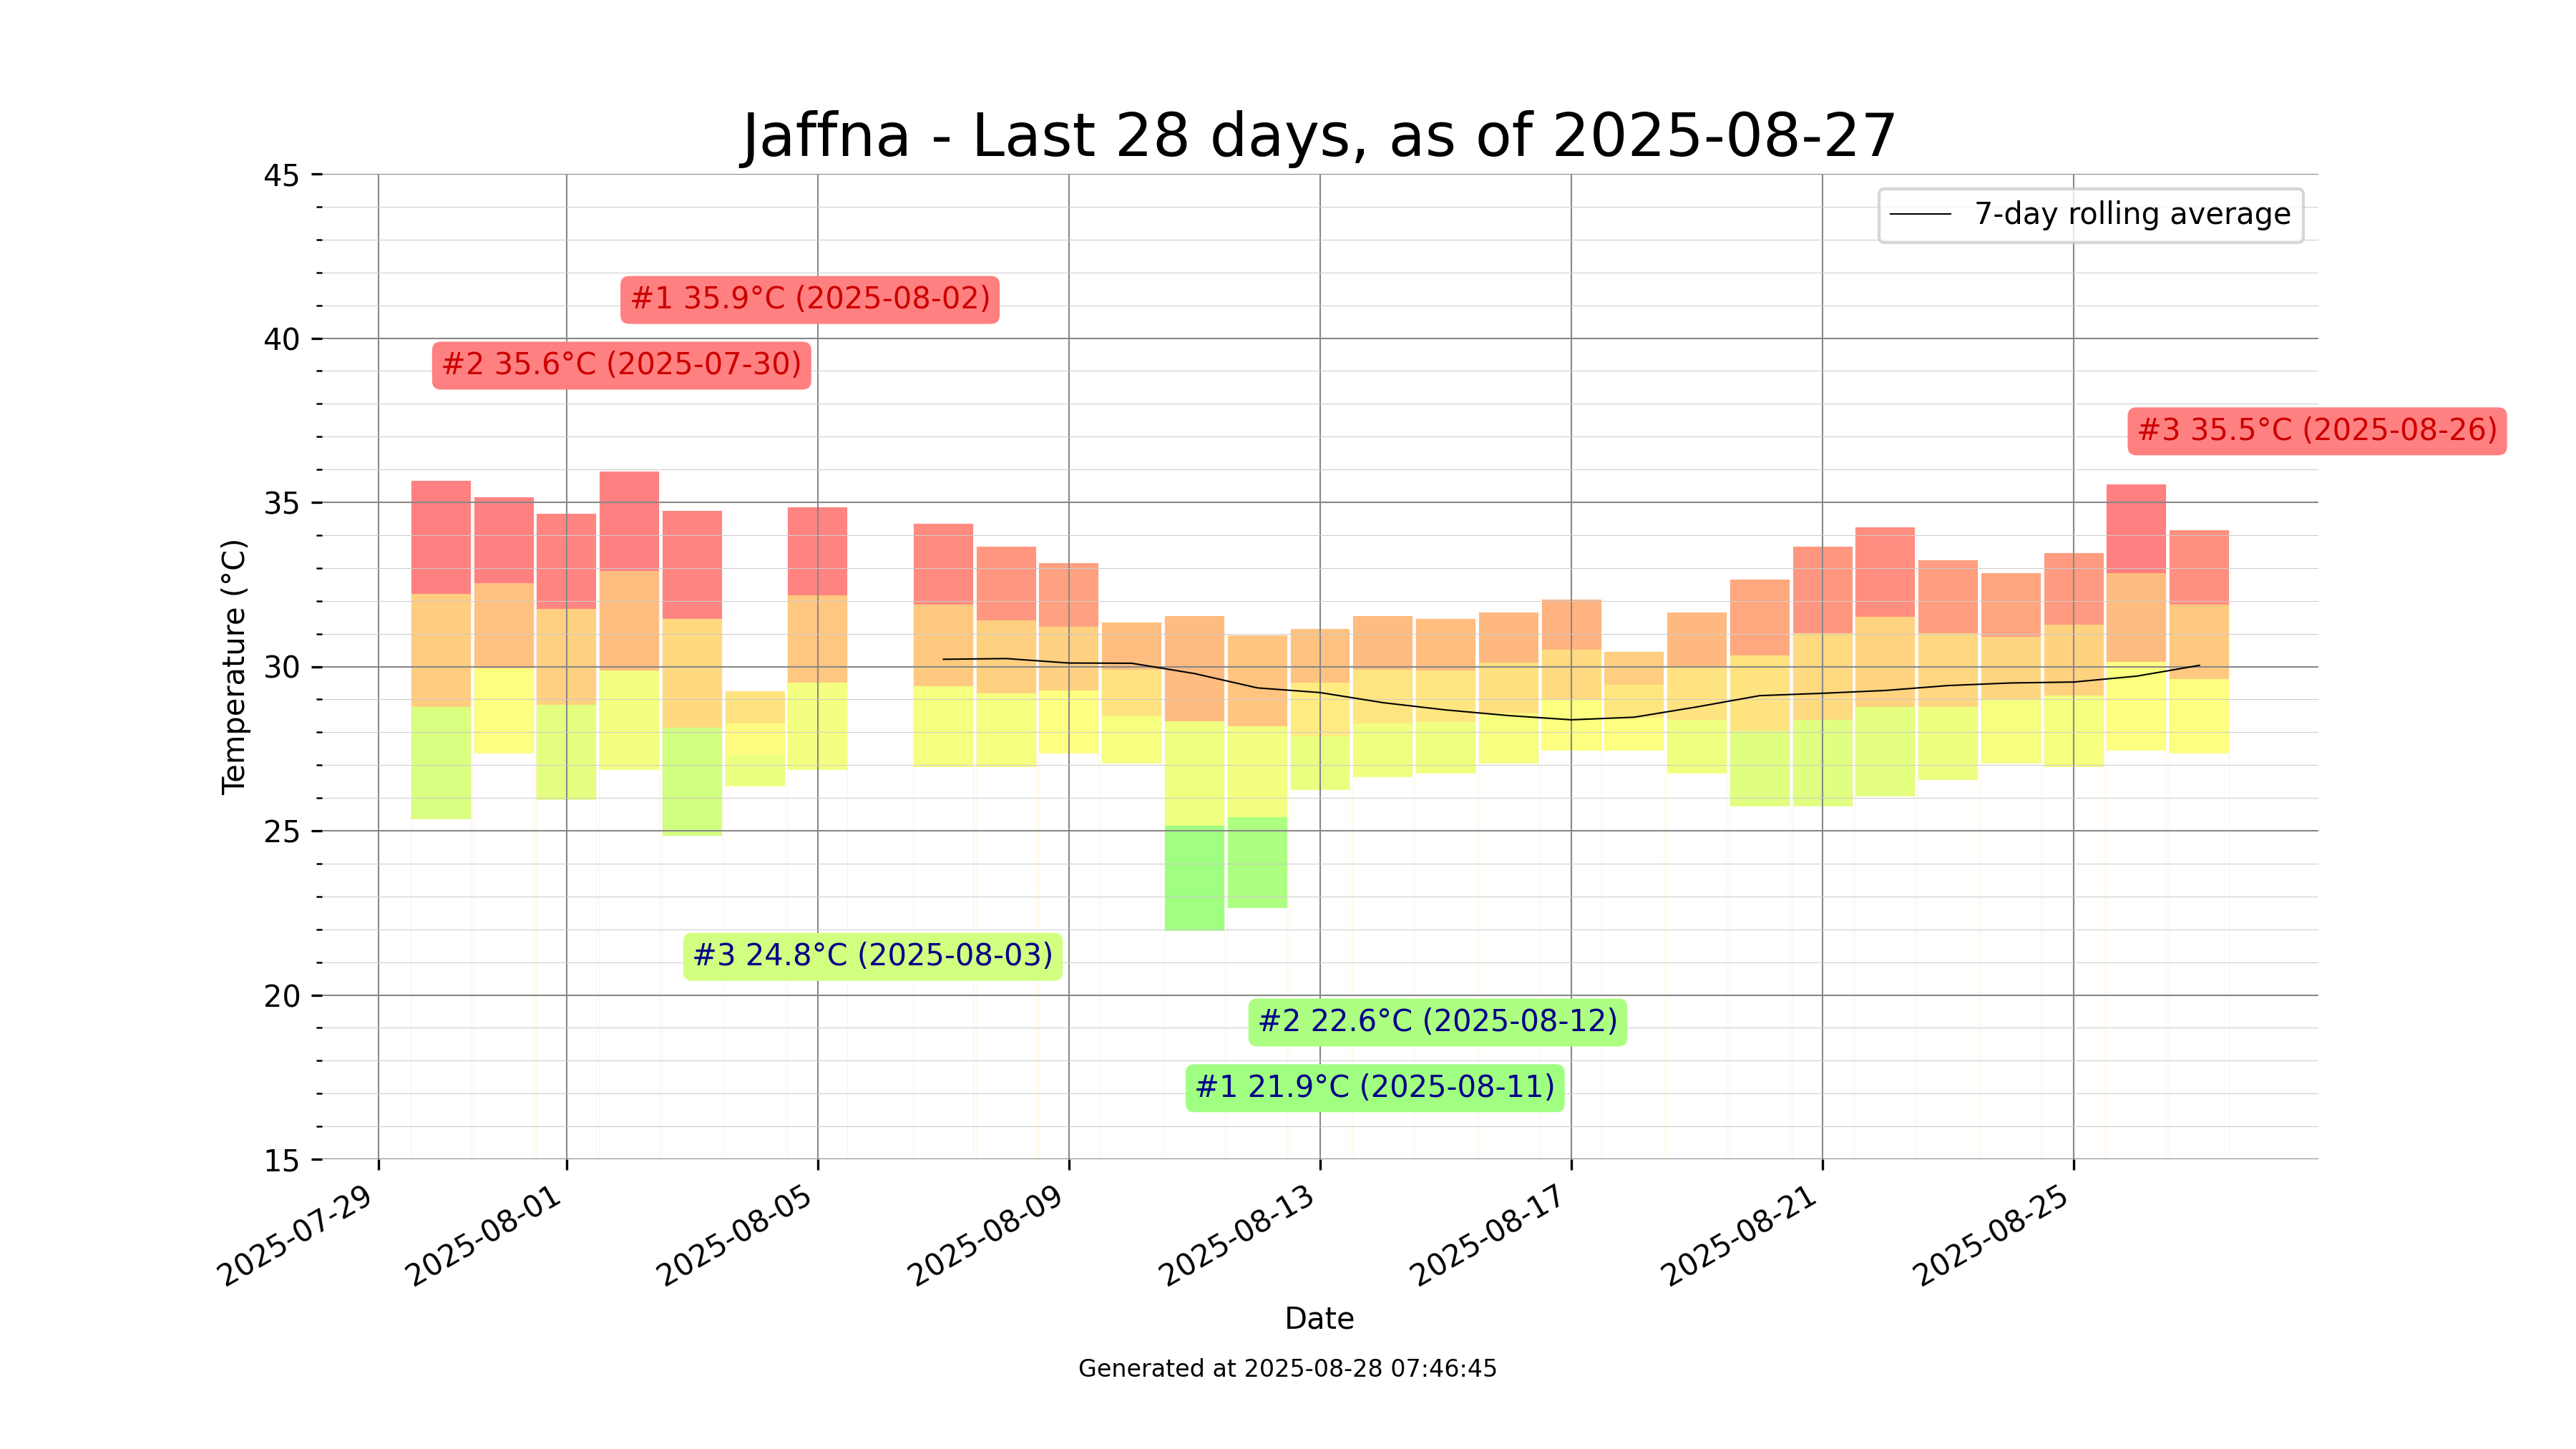 Jaffna - Last 28 days, as of 2025-08-27
45
7-day rolling average
#1 35.9°C (2025-08-02)
40
#2 35.6°C (2025-07-30)
#3 35.5°C (2025-08-26)
35
30
Temperature (°C)
25
#3 24.8°C (2025-08-03)
20
#2 22.6°C (2025-08-12)
#1 21.9°C (2025-08-11)
15
2025-07-29
2025-08-01
2025-08-05
2025-08-09
2025-08-13
2025-08-17
2025-08-21
2025-08-25
Date
Generated at 2025-08-28 07:46:45